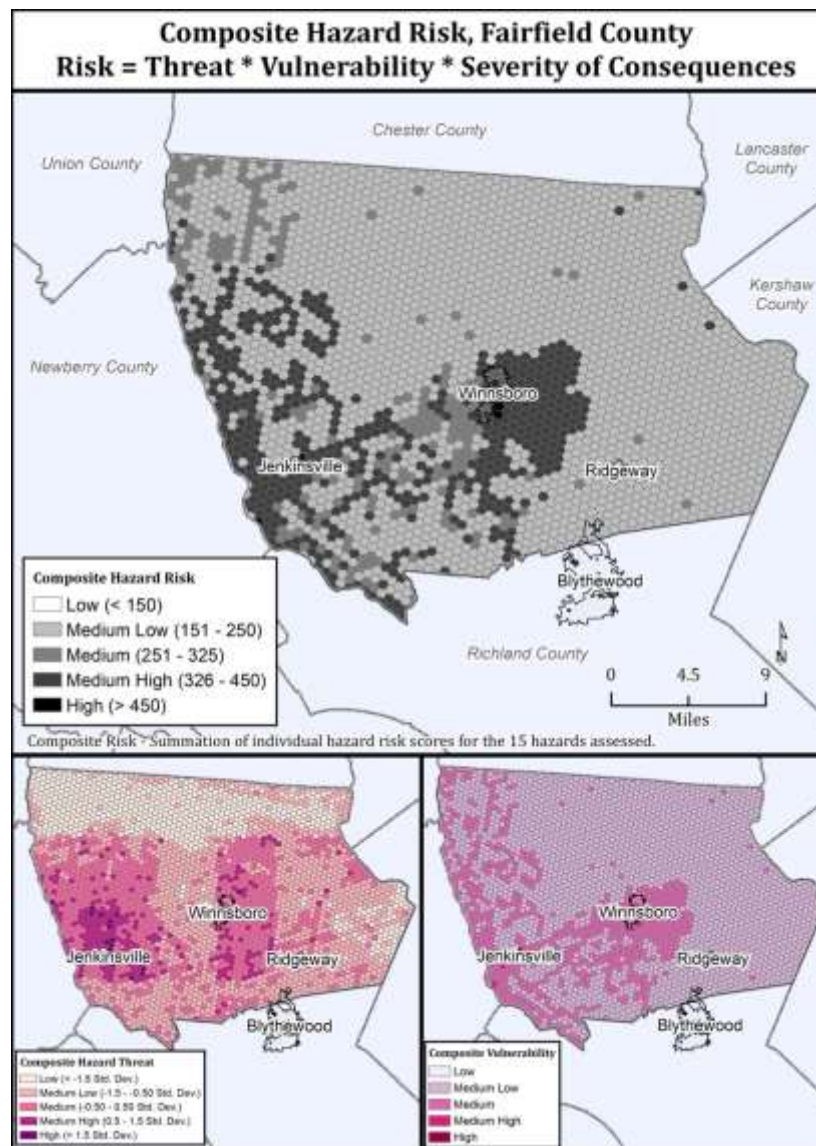 Composite Hazard Risk, Fairfield County
Risk = Threat * Vulnerability * Severity of Consequences
Chester County
Union County
Lancaster
County
Kershaw
County
Newberry County
Winnsboro
Jenkinsville
Ridgeway
Blythewood
Richland County
Composite Hazard Risk
Low (< 150)
Medium Low (151 - 250)
Medium (251 - 325)
Medium High (326 - 450)
High (> 450)
N
0 4.5 9
Miles
Composite Risk - Summation of individual hazard risk scores for the 15 hazards assessed.
Winnsboro
Jenkinsville
Ridgeway
Blythewood
Composite Hazard Threat
Low (< -1.5 Std. Dev.)
Medium Low (-1.5 - -0.50 Std. Dev.)
Medium (-0.50 - 0.50 Std. Dev.)
Medium High (0.5 - 1.5 Std. Dev.)
High (> 1.5 Std. Dev.)
Winnsboro
Jenkinsville
Ridgeway
Blythewood
Composite Vulnerability
Low
Medium Low
Medium
Medium High
High